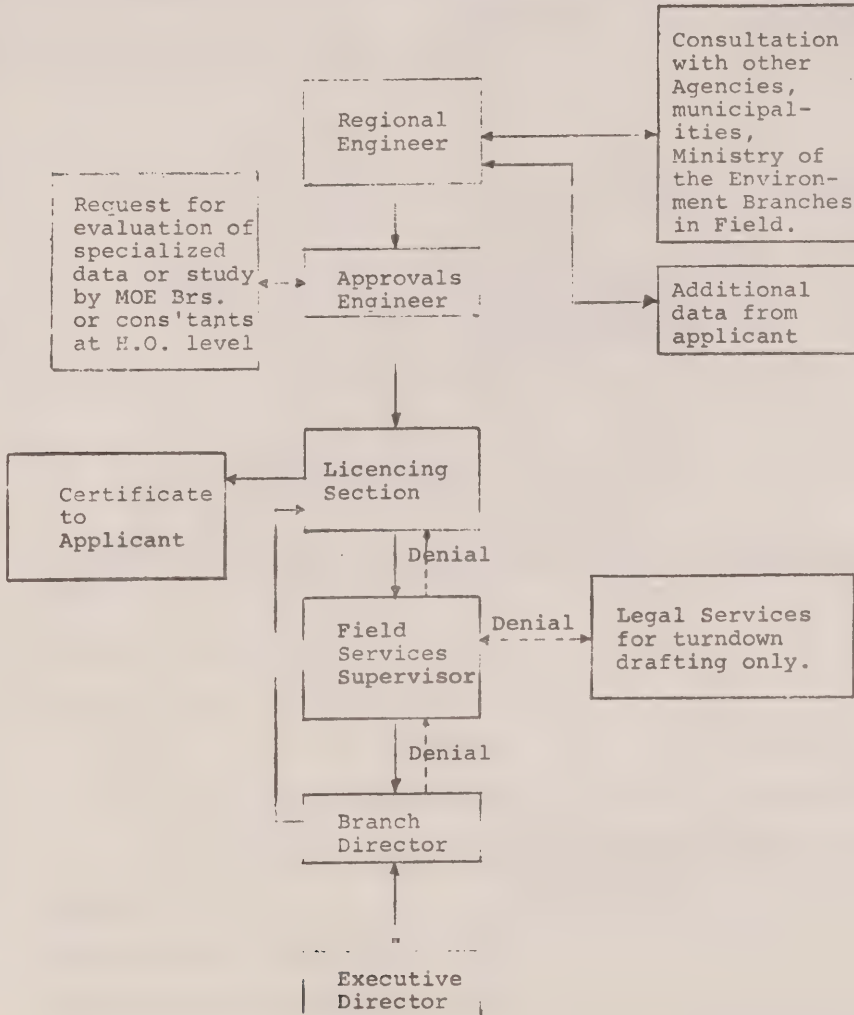 Consultation
with other
Agencies,
municipal-
ities,
Ministry of
the Environ-
ment Branches
in Field.
Regional
Engineer
Request for
evaluation of
specialized
data or study
by MOE Brs.
or cons'tants
at H.O. level
Approvals
Engineer
Additional
data from
applicant
Licencing
Section
Certificate
to
Applicant
Denial
Field
Services
Supervisor
Denial
Legal Services
for turndown
drafting only.
Denial
Branch
Director
Executive
Director